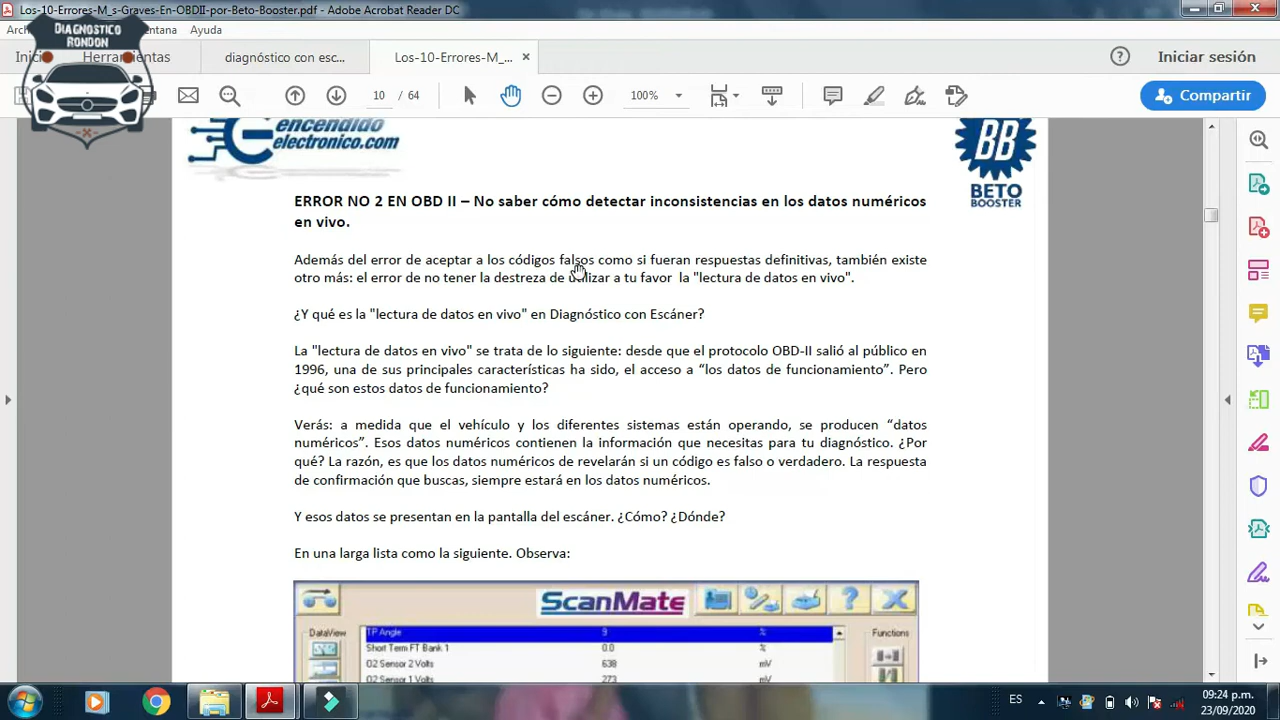 Los-10-Errores-M_s-Graves-En-OBDII-por-Beto-Booster.pdf - Adobe Acrobat Reader DC
Ayuda
DIAGNOSTICO
RONDON
Herramientas
diagnóstico con esc...
Los-10-Errores-M_...
Iniciar sesión
10 / 64
100%
Compartir
encendido
electronico.com
BB
BETO
BOOSTER
ERROR NO 2 EN OBD II – No saber cómo detectar inconsistencias en los datos numéricos
en vivo.
Además del error de aceptar a los códigos falsos como si fueran respuestas definitivas, también existe
otro más: el error de no tener la destreza de utilizar a tu favor la "lectura de datos en vivo".
¿Y qué es la "lectura de datos en vivo" en Diagnóstico con Escáner?
La "lectura de datos en vivo" se trata de lo siguiente: desde que el protocolo OBD-II salió al público en
1996, una de sus principales características ha sido, el acceso a “los datos de funcionamiento”. Pero
¿qué son estos datos de funcionamiento?
Verás: a medida que el vehículo y los diferentes sistemas están operando, se producen “datos
numéricos”. Esos datos numéricos contienen la información que necesitas para tu diagnóstico. ¿Por
qué? La razón, es que los datos numéricos de revelarán si un código es falso o verdadero. La respuesta
de confirmación que buscas, siempre estará en los datos numéricos.
Y esos datos se presentan en la pantalla del escáner. ¿Cómo? ¿Dónde?
En una larga lista como la siguiente. Observa:
ScanMate
DataView
TP Angle 9 %
Functions
Short Term FT Bank 1 0.0 %
O2 Sensor 2 Volts 638 mV
O2 Sensor 1 Volts 273 mV
ES
09:24 p.m.
23/09/2020